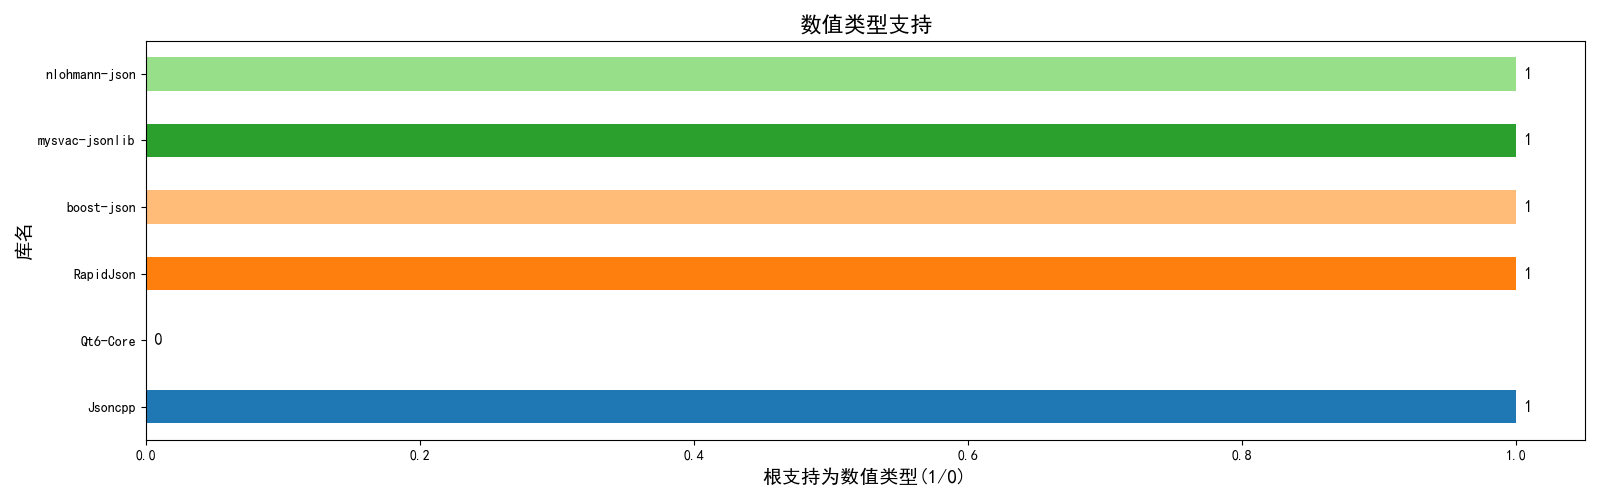 数值类型支持
库名
nlohmann-json 1
mysvac-jsonlib 1
boost-json 1
RapidJson 1
Qt6-Core 0
Jsoncpp 1
0.0 0.2 0.4 0.6 0.8 1.0
根支持为数值类型(1/0)